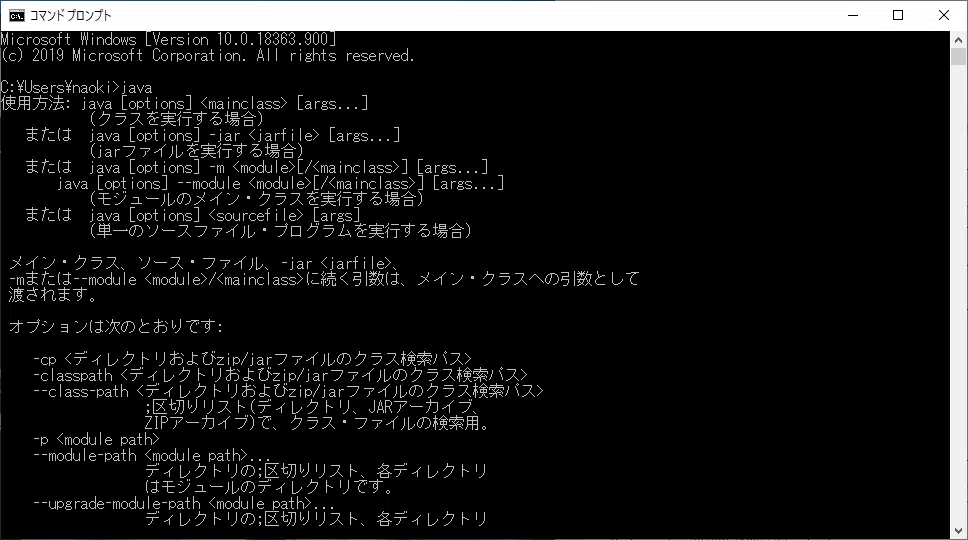 コマンド プロンプト
Microsoft Windows [Version 10.0.18363.900]
(c) 2019 Microsoft Corporation. All rights reserved.
C:¥Users¥naoki>java
使用方法: java [options] <mainclass> [args...]
(クラスを実行する場合)
または java [options] -jar <jarfile> [args...]
(jarファイルを実行する場合)
または java [options] -m <module>[/<mainclass>] [args...]
java [options] --module <module>[/<mainclass>] [args...]
(モジュールのメイン・クラスを実行する場合)
または java [options] <sourcefile> [args]
(単一のソースファイル・プログラムを実行する場合)
メイン・クラス、ソース・ファイル、-jar <jarfile>、
-mまたは--module <module>/<mainclass>に続く引数は、メイン・クラスへの引数として
渡されます。
オプションは次のとおりです:
-cp <ディレクトリおよびzip/jarファイルのクラス検索パス>
-classpath <ディレクトリおよびzip/jarファイルのクラス検索パス>
--class-path <ディレクトリおよびzip/jarファイルのクラス検索パス>
;区切りリスト(ディレクトリ、JARアーカイブ、
ZIPアーカイブ)で、クラス・ファイルの検索用。
-p <module path>
--module-path <module path>...
ディレクトリの;区切りリスト、各ディレクトリ
はモジュールのディレクトリです。
--upgrade-module-path <module path>...
ディレクトリの;区切りリスト、各ディレクトリ